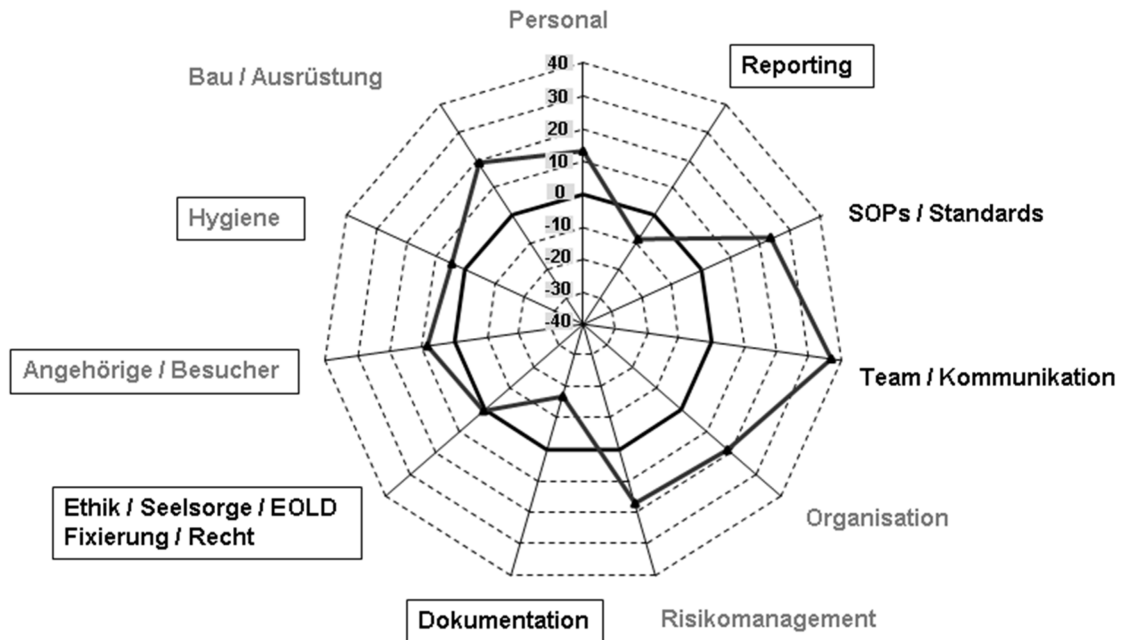 Personal
Reporting
Bau / Ausrüstung
40
30
20
10
0
-10
-20
-30
-40
Hygiene
SOPs / Standards
Angehörige / Besucher
Team / Kommunikation
Ethik / Seelsorge / EOLD
Fixierung / Recht
Organisation
Dokumentation
Risikomanagement